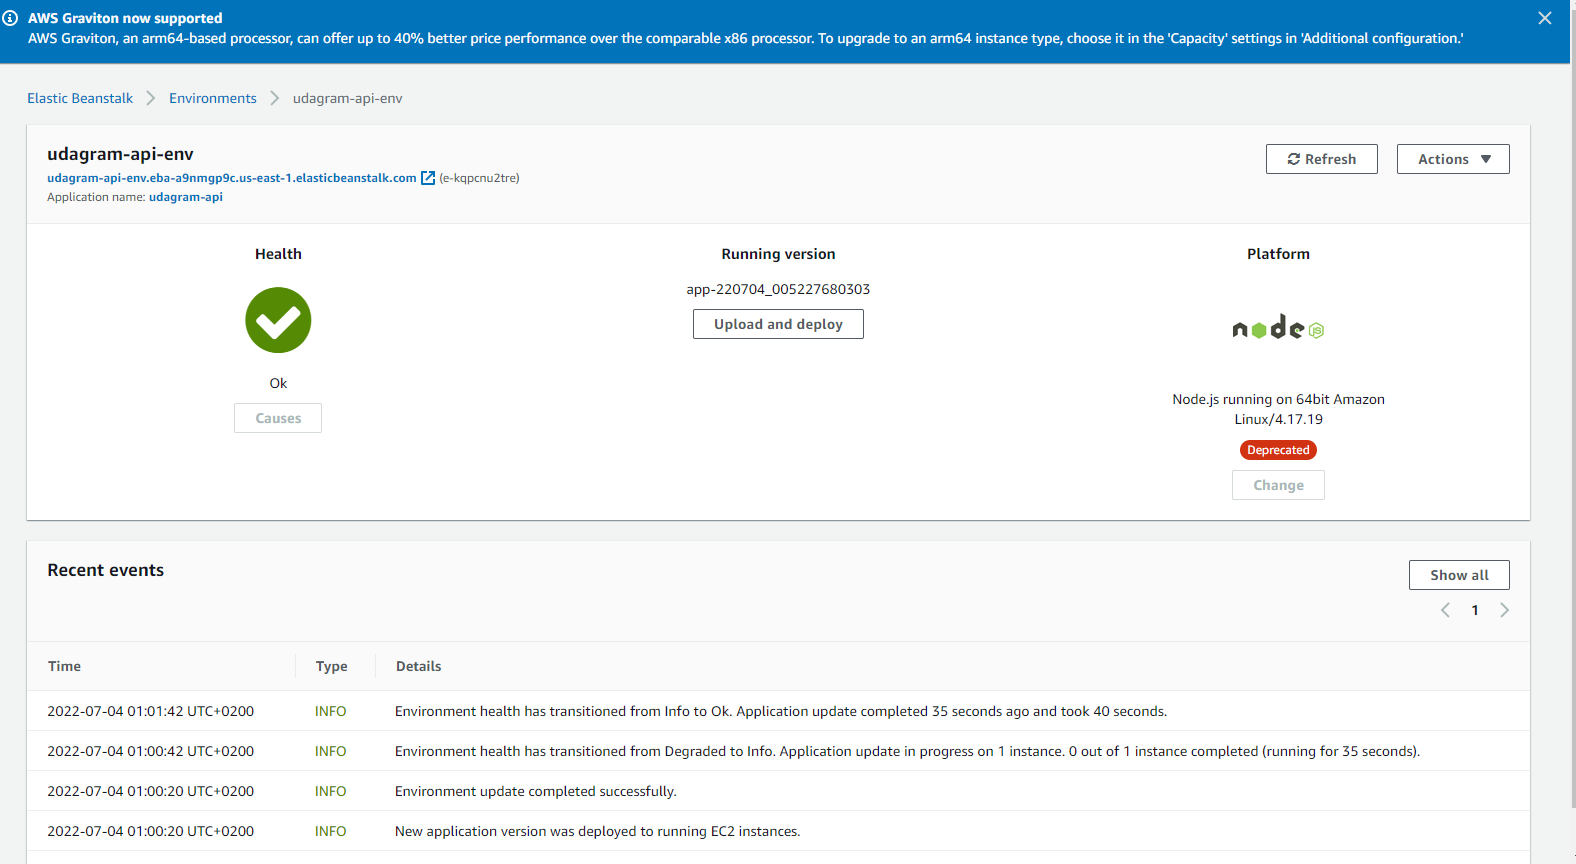 AWS Graviton now supported
AWS Graviton, an arm64-based processor, can offer up to 40% better price performance over the comparable x86 processor. To upgrade to an arm64 instance type, choose it in the 'Capacity' settings in 'Additional configuration.'
Elastic Beanstalk > Environments > udagram-api-env
udagram-api-env
udagram-api-env.eba-a9nmgp9c.us-east-1.elasticbeanstalk.com (e-kqpcnu2tre)
Application name: udagram-api
Refresh
Actions
Health
Ok
Causes
Running version
app-220704_005227680303
Upload and deploy
Platform
node JS
Node.js running on 64bit Amazon
Linux/4.17.19
Deprecated
Change
Recent events
Show all
1
Time Type Details
2022-07-04 01:01:42 UTC+0200 INFO Environment health has transitioned from Info to Ok. Application update completed 35 seconds ago and took 40 seconds.
2022-07-04 01:00:42 UTC+0200 INFO Environment health has transitioned from Degraded to Info. Application update in progress on 1 instance. 0 out of 1 instance completed (running for 35 seconds).
2022-07-04 01:00:20 UTC+0200 INFO Environment update completed successfully.
2022-07-04 01:00:20 UTC+0200 INFO New application version was deployed to running EC2 instances.